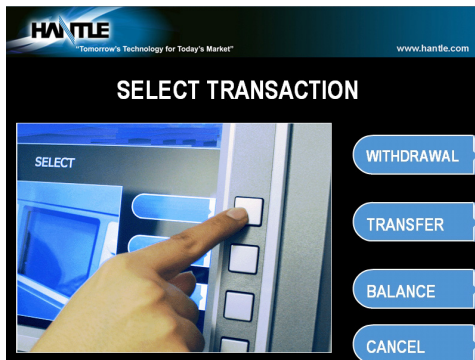 HANTLE
"Tomorrow's Technology for Today's Market"
www.hantle.com
SELECT TRANSACTION
SELECT
WITHDRAWAL
TRANSFER
BALANCE
CANCEL